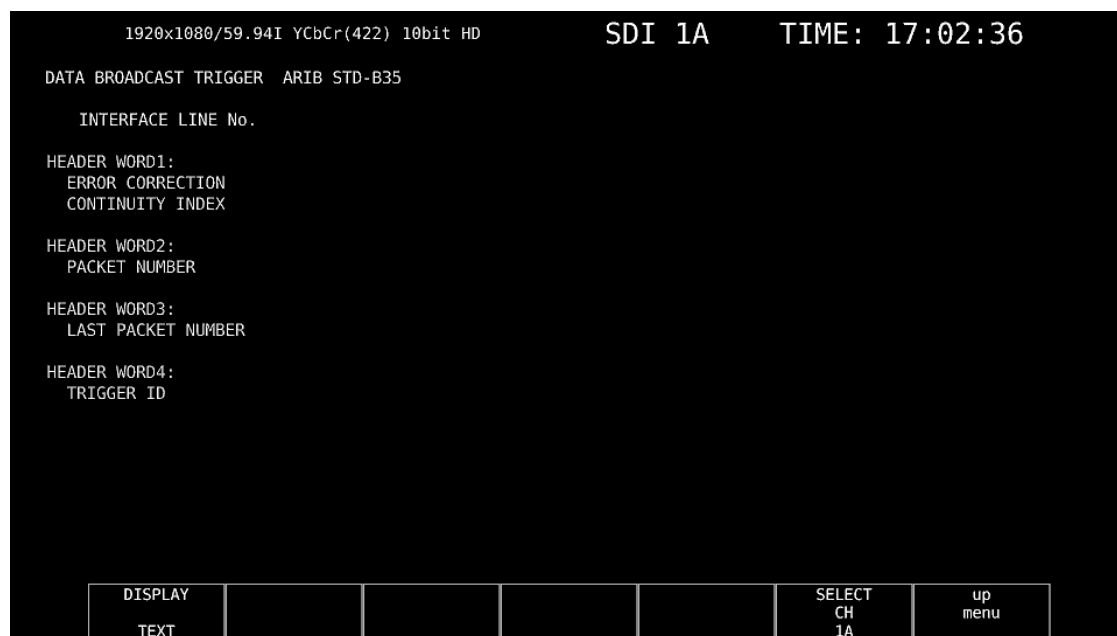 1920x1080/59.94I YCbCr(422) 10bit HD SDI 1A TIME: 17:02:36
DATA BROADCAST TRIGGER ARIB STD-B35
INTERFACE LINE No.
HEADER WORD1:
ERROR CORRECTION
CONTINUITY INDEX
HEADER WORD2:
PACKET NUMBER
HEADER WORD3:
LAST PACKET NUMBER
HEADER WORD4:
TRIGGER ID
DISPLAY
TEXT
SELECT
CH
1A
up
menu